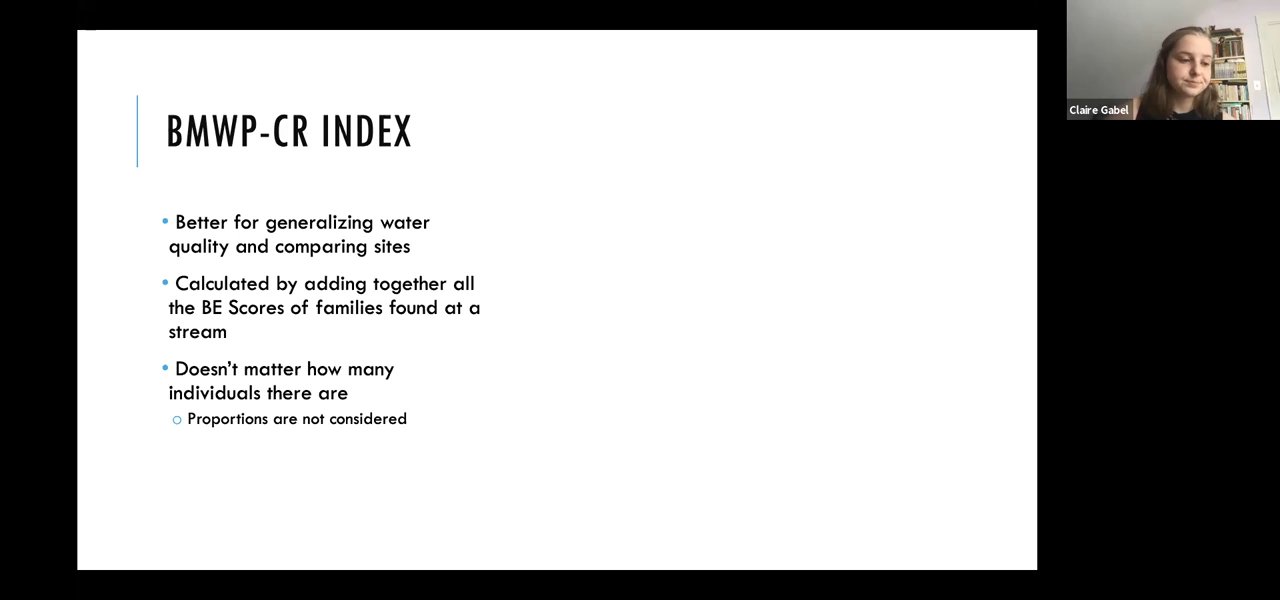 BMWP-CR INDEX
• Better for generalizing water
quality and comparing sites
• Calculated by adding together all
the BE Scores of families found at a
stream
• Doesn’t matter how many
individuals there are
○ Proportions are not considered
Claire Gabel